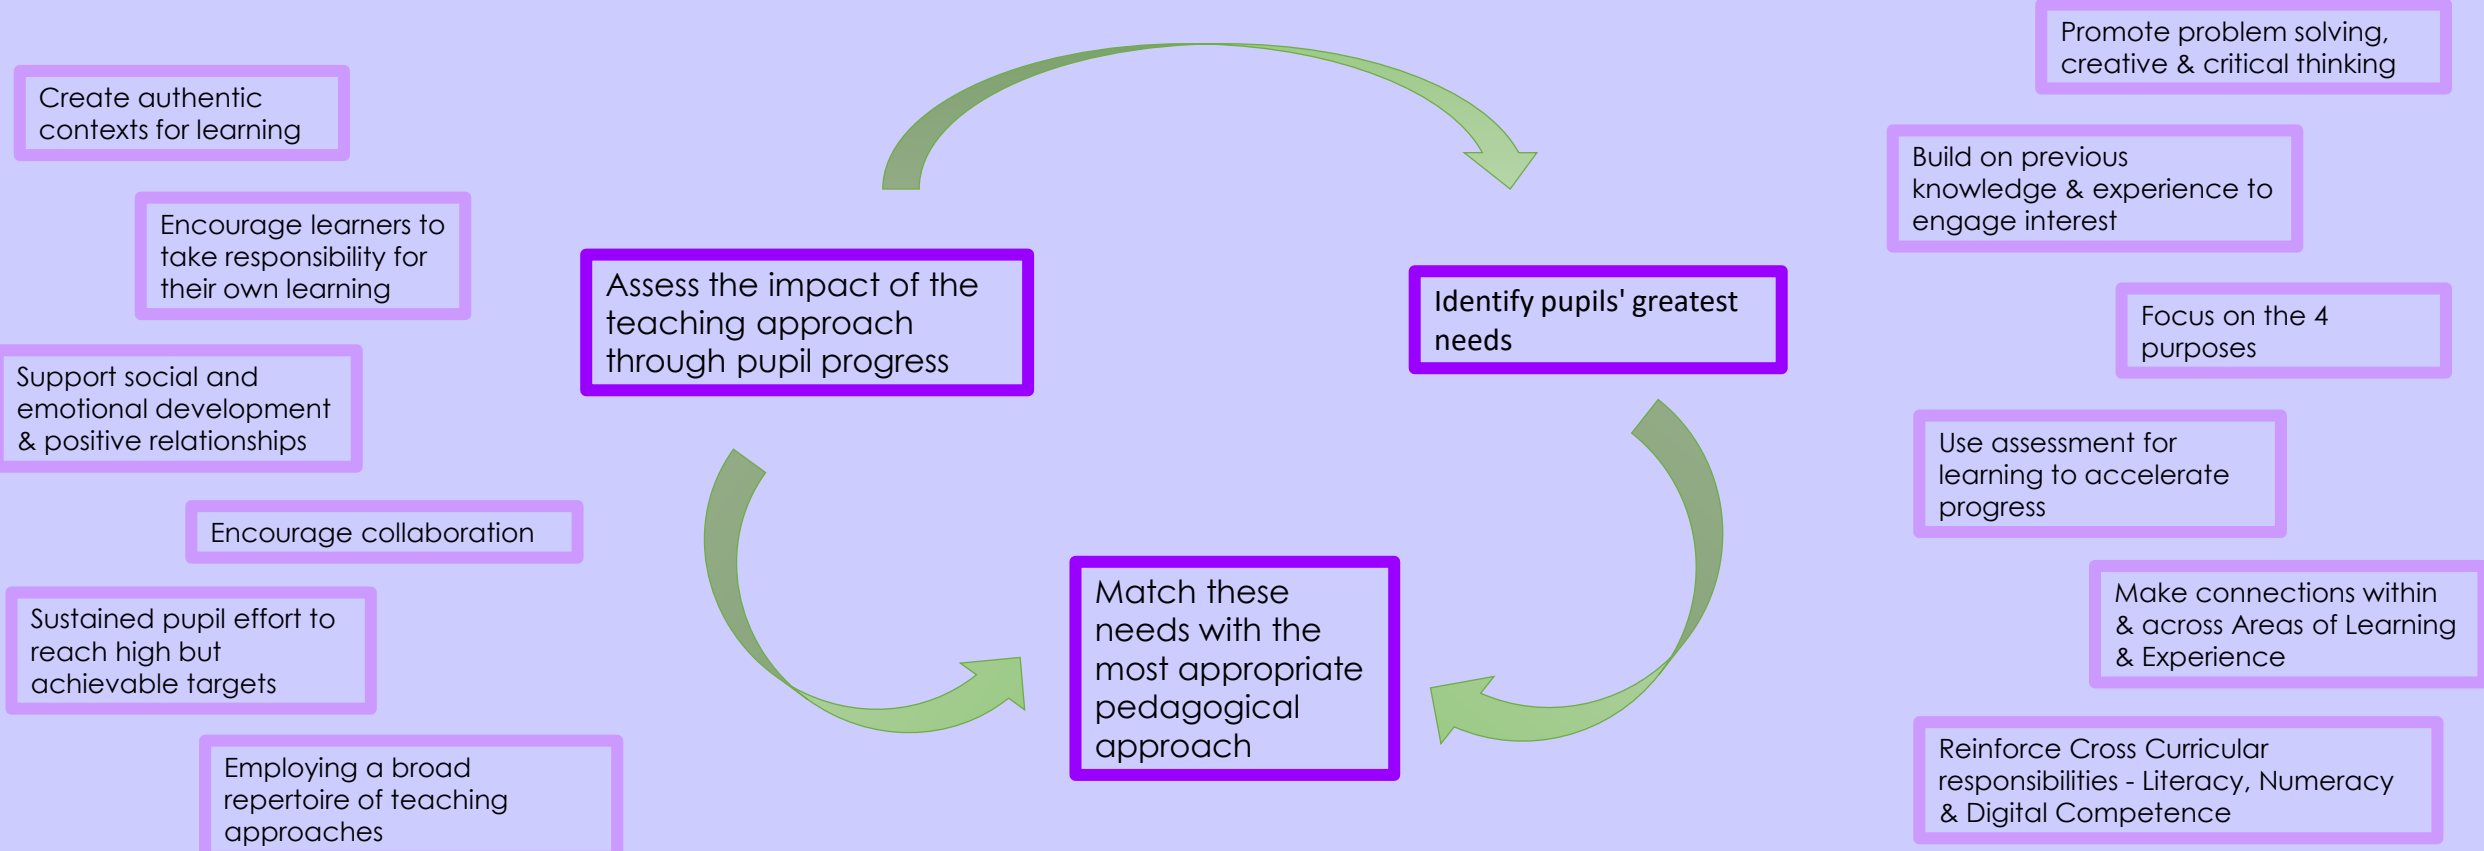 Create authentic
contexts for learning
Encourage learners to
take responsibility for
their own learning
Support social and
emotional development
& positive relationships
Encourage collaboration
Sustained pupil effort to
reach high but
achievable targets
Employing a broad
repertoire of teaching
approaches
Assess the impact of the
teaching approach
through pupil progress
Identify pupils' greatest
needs
Match these
needs with the
most appropriate
pedagogical
approach
Promote problem solving,
creative & critical thinking
Build on previous
knowledge & experience to
engage interest
Focus on the 4
purposes
Use assessment for
learning to accelerate
progress
Make connections within
& across Areas of Learning
& Experience
Reinforce Cross Curricular
responsibilities - Literacy, Numeracy
& Digital Competence